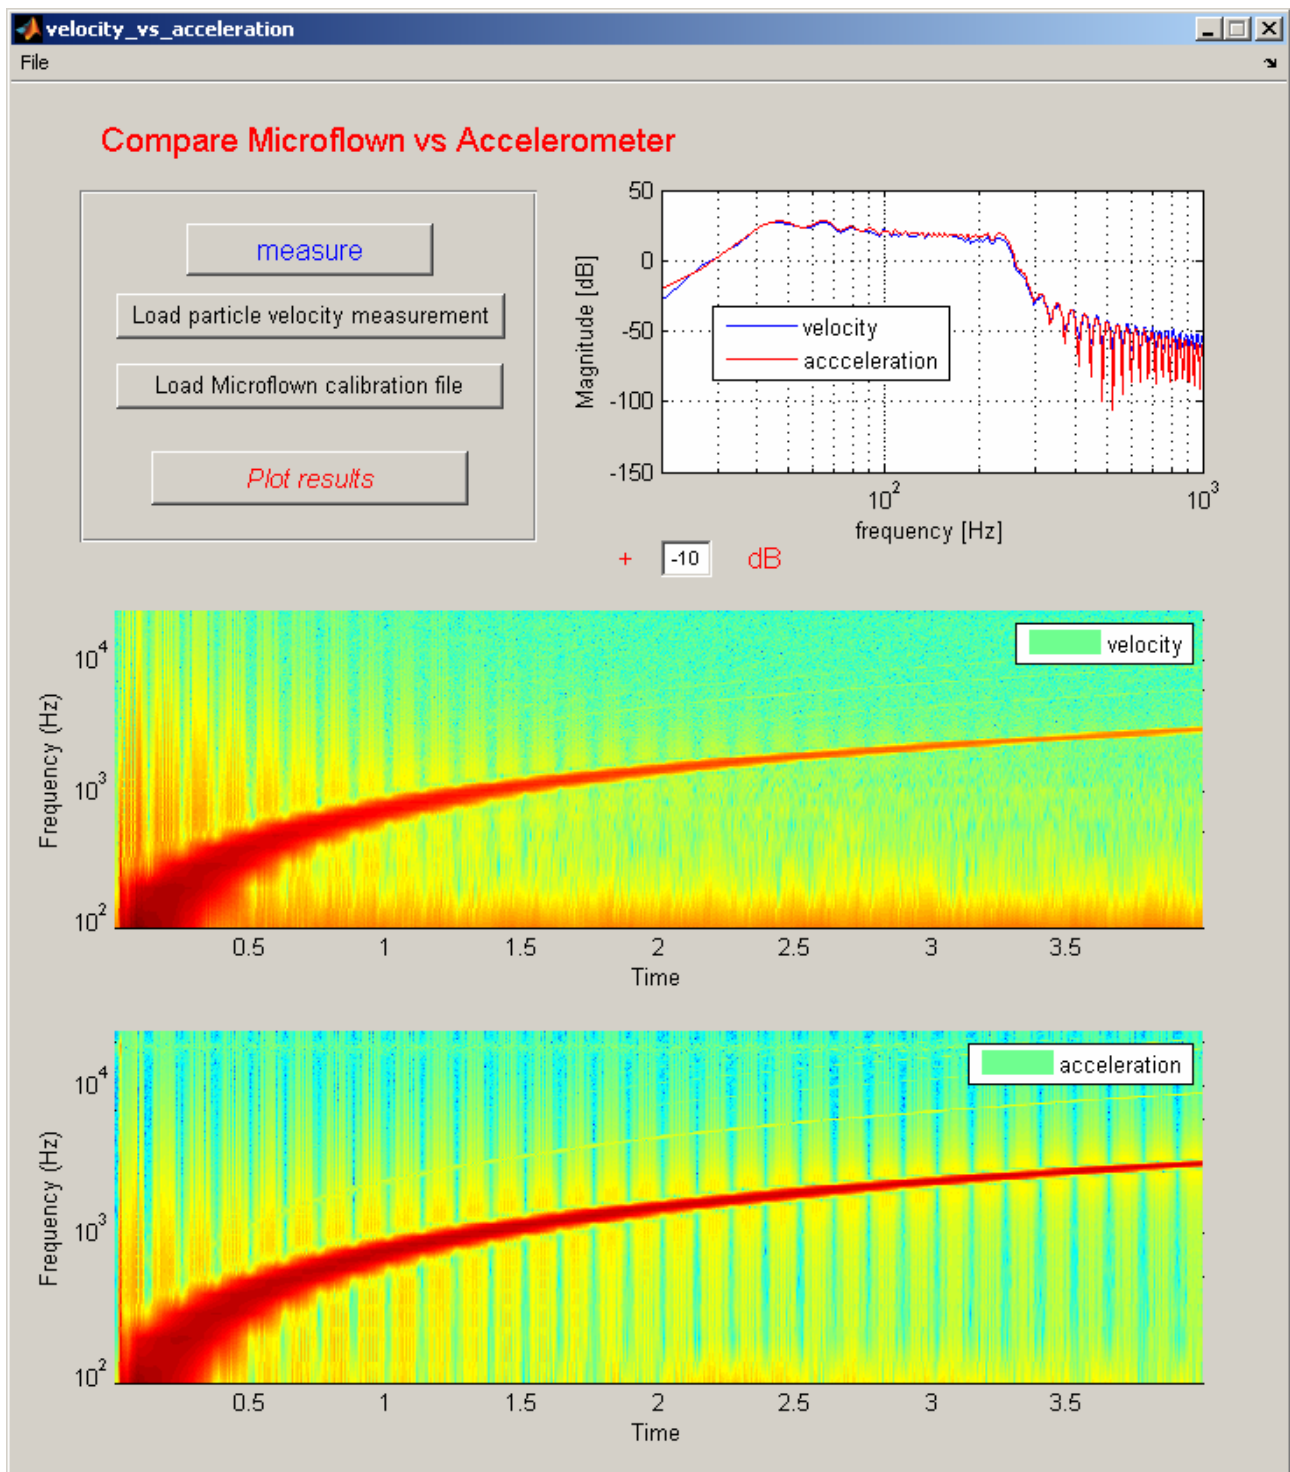 velocity_vs_acceleration
File
Compare Microflown vs Accelerometer
measure
Load particle velocity measurement
Load Microflown calibration file
Plot results
50
0
-50
-100
-150
Magnitude [dB]
velocity
accceleration
10^2
10^3
frequency [Hz]
+ -10 dB
10^4
10^3
10^2
Frequency (Hz)
velocity
0.5 1 1.5 2 2.5 3 3.5
Time
10^4
10^3
10^2
Frequency (Hz)
acceleration
0.5 1 1.5 2 2.5 3 3.5
Time